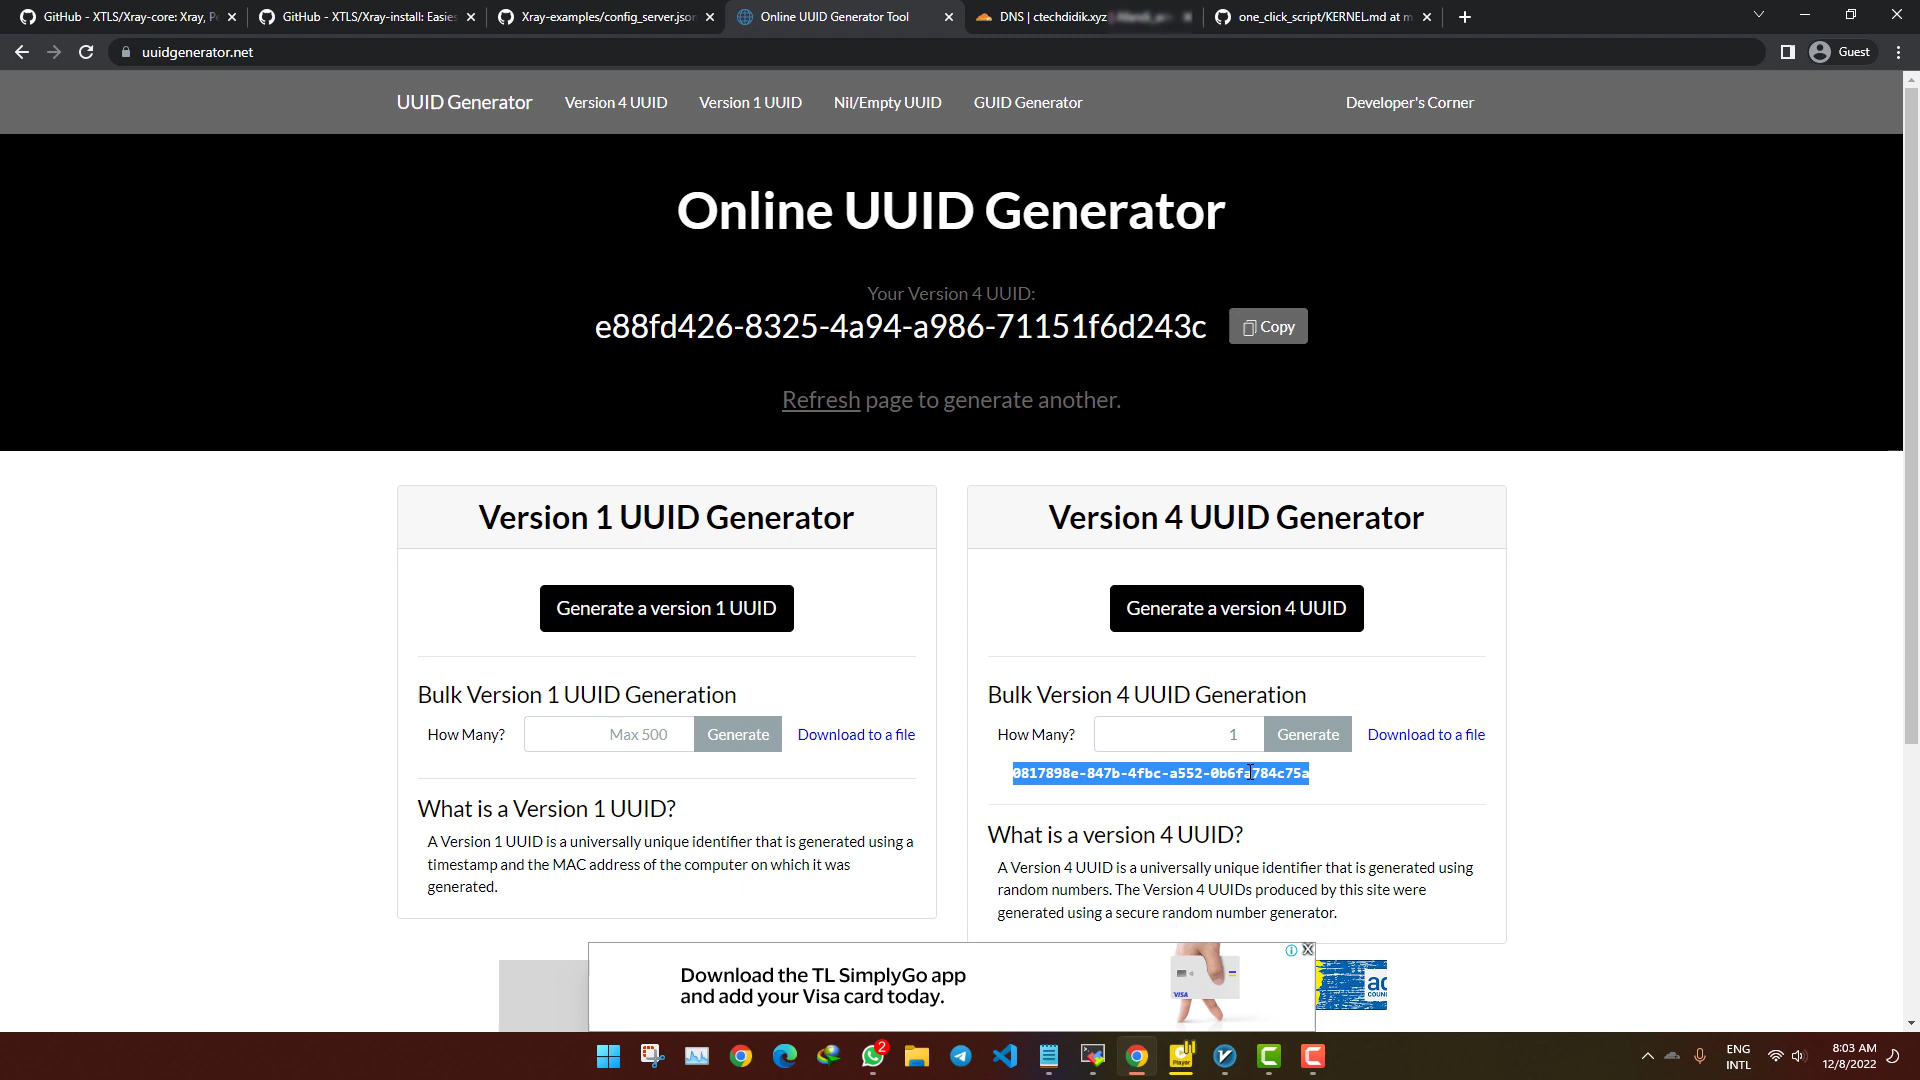 GitHub - XTLS/Xray-core: Xray, P
GitHub - XTLS/Xray-install: Easies
Xray-examples/config_server.json
Online UUID Generator Tool
DNS | ctechdidik.xyz
one_click_script/KERNEL.md at m
uuidgenerator.net
Guest
UUID Generator
Version 4 UUID
Version 1 UUID
Nil/Empty UUID
GUID Generator
Developer's Corner
Online UUID Generator
Your Version 4 UUID:
e88fd426-8325-4a94-a986-71151f6d243c
Copy
Refresh page to generate another.
Version 1 UUID Generator
Generate a version 1 UUID
Bulk Version 1 UUID Generation
How Many?
Max 500
Generate
Download to a file
What is a Version 1 UUID?
A Version 1 UUID is a universally unique identifier that is generated using a
timestamp and the MAC address of the computer on which it was
generated.
Version 4 UUID Generator
Generate a version 4 UUID
Bulk Version 4 UUID Generation
How Many?
1
Generate
Download to a file
0817898e-847b-4fbc-a552-0b6fa784c75a
What is a version 4 UUID?
A Version 4 UUID is a universally unique identifier that is generated using
random numbers. The Version 4 UUIDs produced by this site were
generated using a secure random number generator.
Download the TL SimplyGo app
and add your Visa card today.
VISA
ac
COUN
2
Player
ENG
INTL
8:03 AM
12/8/2022